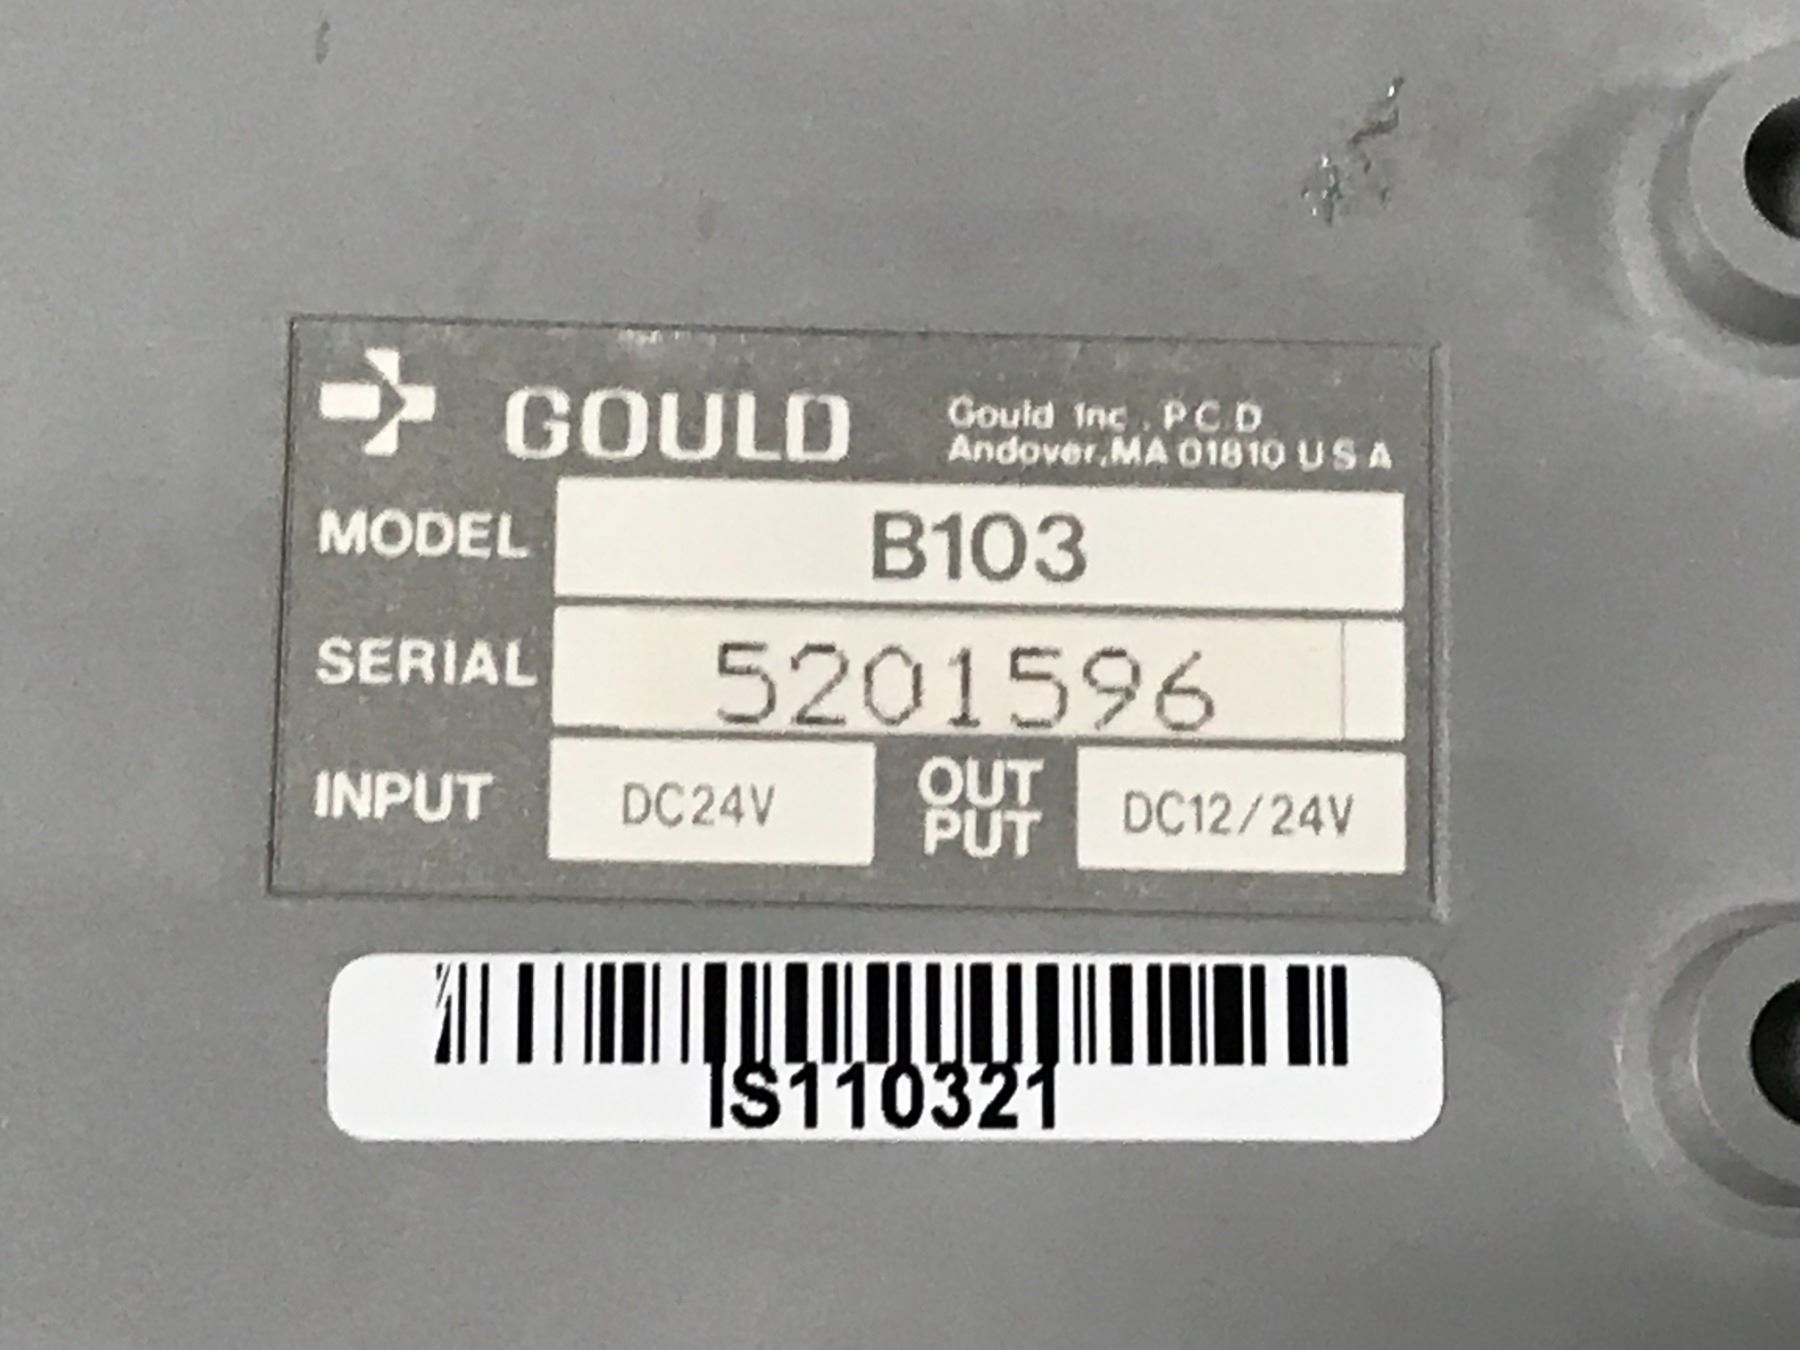 GOULD
Gould Inc., P.C.D.
Andover, MA 01810 U S A
MODEL B103
SERIAL 5201596
INPUT DC24V OUT PUT DC12/24V
IS110321